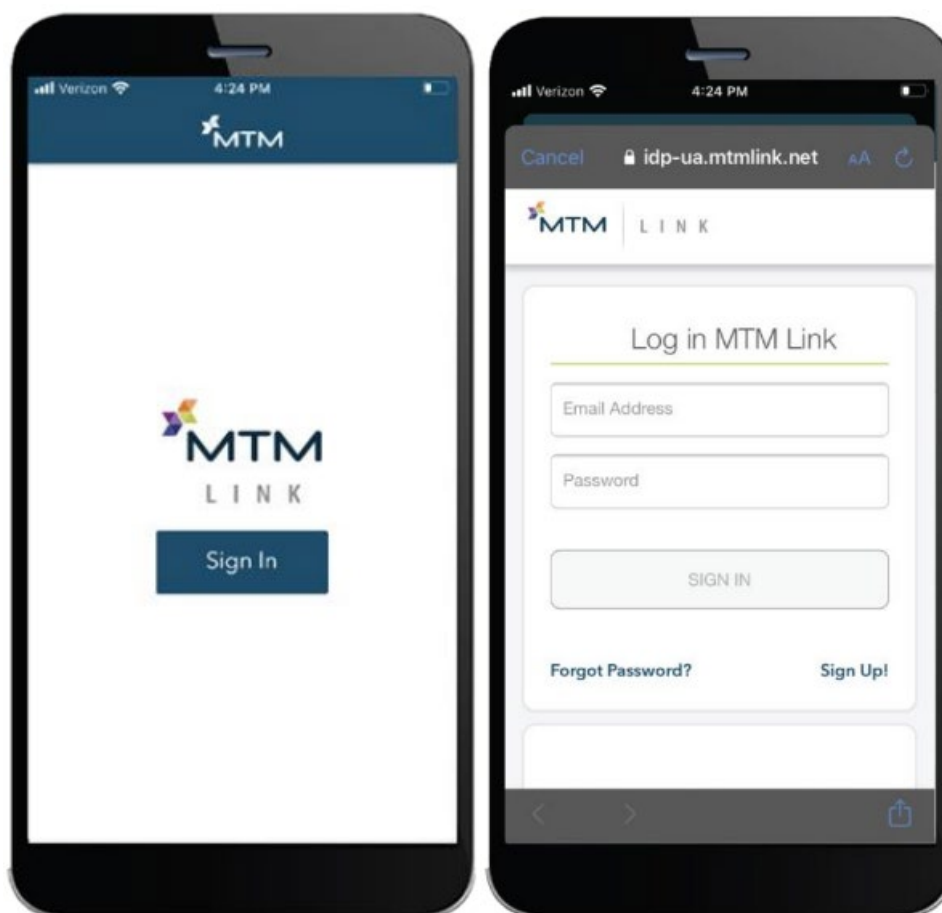 Verizon 4:24 PM
MTM
MTM
LINK
Sign In
Verizon 4:24 PM
Cancel idp-ua.mtmlink.net AA
MTM LINK
Log in MTM Link
Email Address
Password
SIGN IN
Forgot Password? Sign Up!